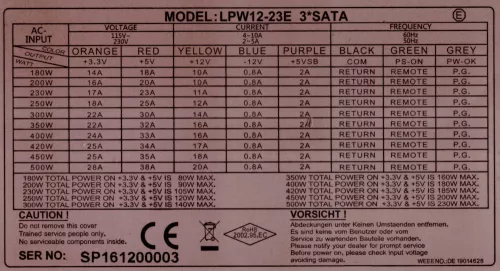 MODEL: LPW12-23E 3*SATA
E
AC-INPUT VOLTAGE CURRENT FREQUENCY
115V~ 4~10A 60Hz
230V 2~5A 50Hz
COLOR ORANGE RED YELLOW BLUE PURPLE BLACK GREEN GREY
WATT OUTPUT +3.3V +5V +12V -12V +5VSB COM PS-ON PW-OK
180W 14A 18A 10A 0.8A 2A RETURN REMOTE P.G.
200W 16A 20A 10A 0.8A 2A RETURN REMOTE P.G.
230W 17A 23A 11A 0.8A 2A RETURN REMOTE P.G.
250W 18A 25A 12A 0.8A 2A RETURN REMOTE P.G.
300W 22A 30A 14A 0.8A 2A RETURN REMOTE P.G.
350W 22A 32A 16A 0.8A 2A RETURN REMOTE P.G.
400W 24A 33A 16A 0.8A 2A RETURN REMOTE P.G.
420W 25A 34A 17A 0.8A 2A RETURN REMOTE P.G.
450W 25A 35A 18A 0.8A 2A RETURN REMOTE P.G.
500W 28A 38A 20A 0.8A 2A RETURN REMOTE P.G.
180W TOTAL POWER ON +3.3V & +5V IS 80W MAX.
200W TOTAL POWER ON +3.3V & +5V IS 90W MAX.
230W TOTAL POWER ON +3.3V & +5V IS 105W MAX.
250W TOTAL POWER ON +3.3V & +5V IS 120W MAX.
300W TOTAL POWER ON +3.3V & +5V IS 140W MAX.
350W TOTAL POWER ON +3.3V & +5V IS 160W MAX.
400W TOTAL POWER ON +3.3V & +5V IS 180W MAX.
420W TOTAL POWER ON +3.3V & +5V IS 185W MAX.
450W TOTAL POWER ON +3.3V & +5V IS 200W MAX.
500W TOTAL POWER ON +3.3V & +5V IS 230W MAX.
CAUTION !
Do not remove this cover
Trained service people only,
No serviceable components inside.
SER NO: SP161200003
CE
RoHS
2002.95.EC
VORSICHT !
Abdeckungen unter Keinen Umstenden entfernen.
Es sind keine vom Benutzer oder vom
Service zu wartenden Bauteile vorhanden.
Please notify your dealer for prompt service
Before power on, please check input voltage
avoiding damage.
WEEE NO.: DE 19014628